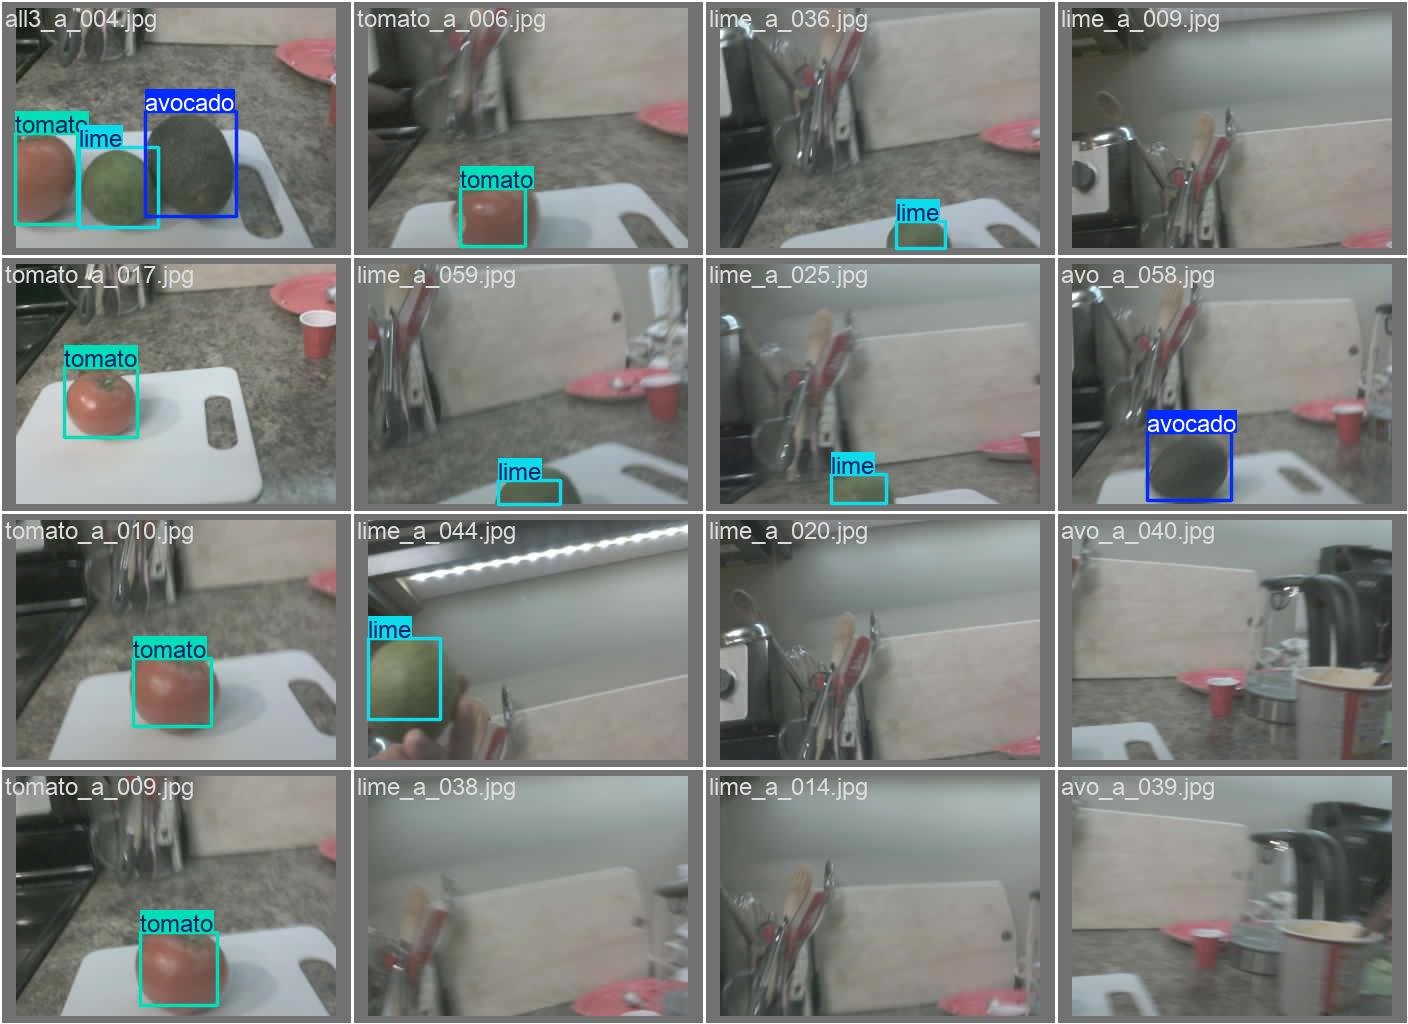 all3_a_004.jpg
tomato_a_006.jpg
lime_a_036.jpg
lime_a_009.jpg
tomato
lime
avocado
tomato
lime
tomato_a_017.jpg
lime_a_059.jpg
lime_a_025.jpg
avo_a_058.jpg
tomato
lime
lime
avocado
tomato_a_010.jpg
lime_a_044.jpg
lime_a_020.jpg
avo_a_040.jpg
tomato
lime
tomato_a_009.jpg
lime_a_038.jpg
lime_a_014.jpg
avo_a_039.jpg
tomato